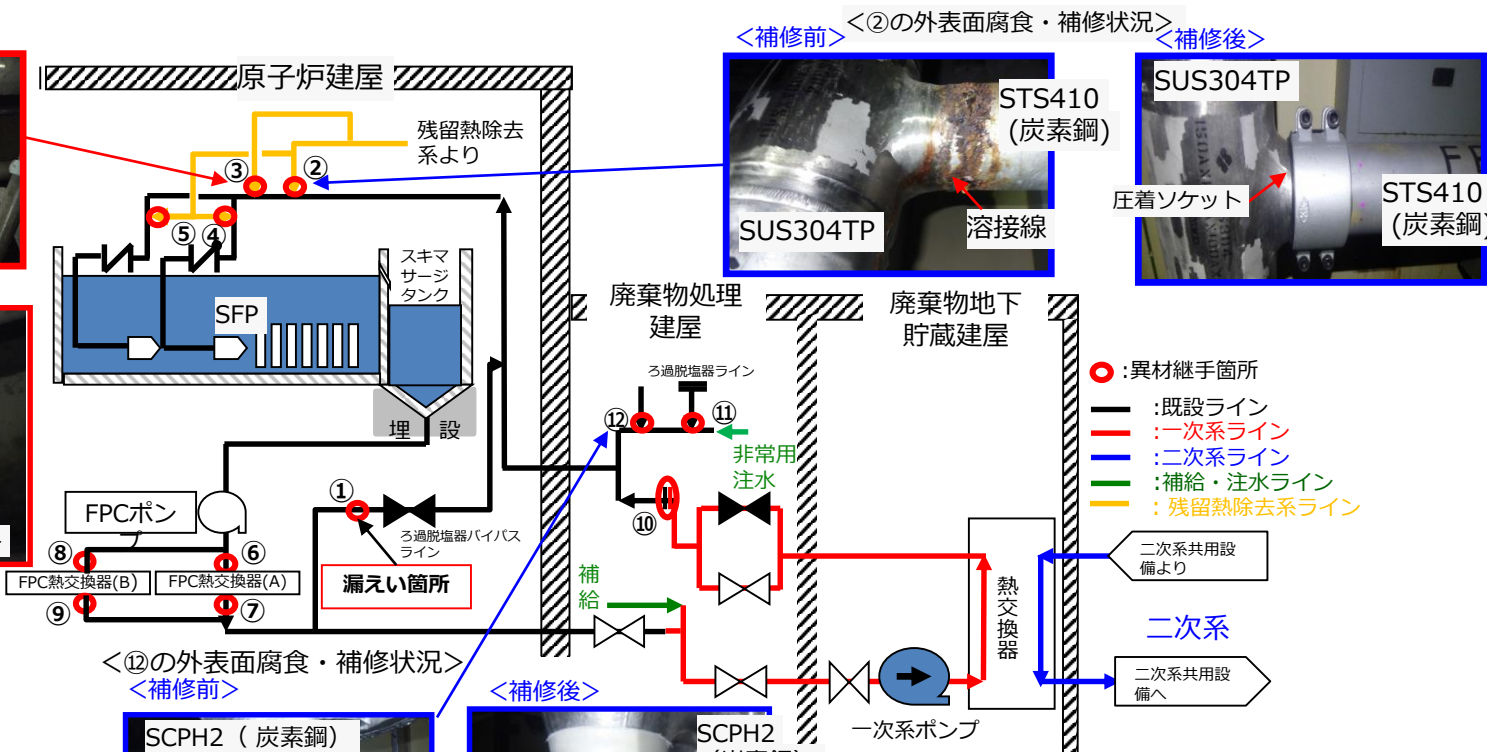 <②の外表面腐食・補修状況>
<補修前>
<補修後>
STS410
(炭素鋼)
SUS304TP
溶接線
SUS304TP
圧着ソケット
STS410
(炭素鋼)
原子炉建屋
残留熱除去
系より
③
②
⑤
④
スキマ
サージ
タンク
SFP
埋 設
廃棄物処理
建屋
廃棄物地下
貯蔵建屋
ろ過脱塩器ライン
⑫
⑪
非常用
注水
⑩
:異材継手箇所
:既設ライン
:一次系ライン
:二次系ライン
:補給・注水ライン
: 残留熱除去系ライン
①
FPCポン
プ
ろ過脱塩器バイパス
ライン
漏えい箇所
⑧
⑥
FPC熱交換器(B)
FPC熱交換器(A)
⑨
⑦
補
給
熱交換器
二次系共用設
備より
二次系
二次系共用設
備へ
一次系ポンプ
<⑫の外表面腐食・補修状況>
<補修前>
<補修後>
SCPH2 ( 炭素鋼)
SCPH2